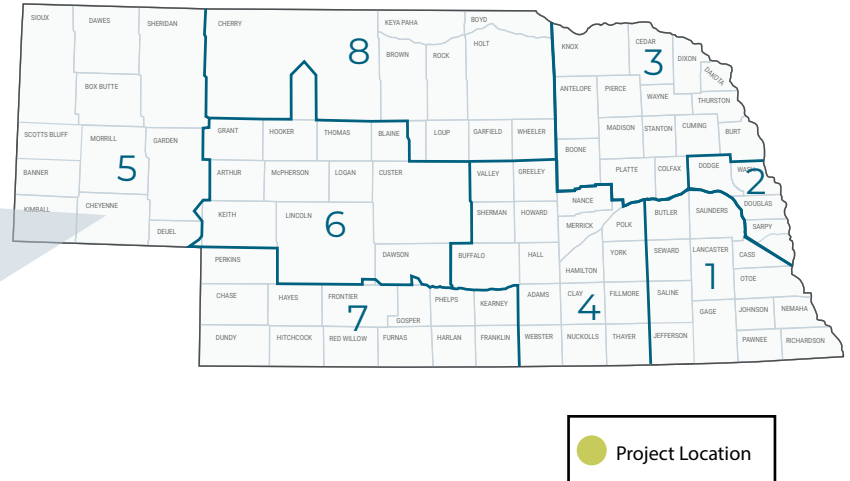 SIOUX
DAWES
SHERIDAN
CHERRY
KEYA PAHA
BOYD
8
BROWN
ROCK
HOLT
KNOX
CEDAR
3
DIXON
DAKOTA
BOX BUTTE
ANTELOPE
PIERCE
WAYNE
THURSTON
SCOTTS BLUFF
MORRILL
GARDEN
GRANT
HOOKER
THOMAS
BLAINE
LOUP
GARFIELD
WHEELER
BOONE
MADISON
STANTON
CUMING
BURT
BANNER
5
ARTHUR
McPHERSON
LOGAN
CUSTER
VALLEY
GREELEY
PLATTE
COLFAX
DODGE
2
KIMBALL
CHEYENNE
DEUEL
KEITH
LINCOLN
6
SHERMAN
HOWARD
NANCE
MERRICK
POLK
BUTLER
SAUNDERS
DOUGLAS
SARPY
PERKINS
DAWSON
BUFFALO
HALL
HAMILTON
YORK
SEWARD
LANCASTER
1
CASS
OTOE
CHASE
HAYES
FRONTIER
7
GOSPER
PHELPS
KEARNEY
ADAMS
CLAY
4
FILLMORE
SALINE
GAGE
JOHNSON
NEMAHA
DUNDY
HITCHCOCK
RED WILLOW
FURNAS
HARLAN
FRANKLIN
WEBSTER
NUCKOLLS
THAYER
JEFFERSON
PAWNEE
RICHARDSON
Project Location